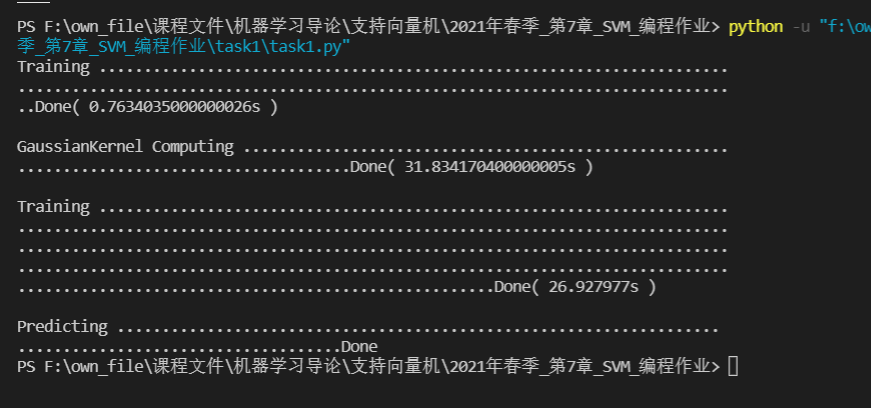 PS F:\own_file\课程文件\机器学习导论\支持向量机\2021年春季_第7章_SVM_编程作业> python -u "f:\ow
季_第7章_SVM_编程作业\task1\task1.py"
Training ......................................................................
...............................................................................
..Done( 0.7634035000000026s )
GaussianKernel Computing ......................................................
.....................................Done( 31.834170400000005s )
Training ......................................................................
...............................................................................
...............................................................................
...............................................................................
.....................................................Done( 26.927977s )
Predicting ...................................................................
....................................Done
PS F:\own_file\课程文件\机器学习导论\支持向量机\2021年春季_第7章_SVM_编程作业>